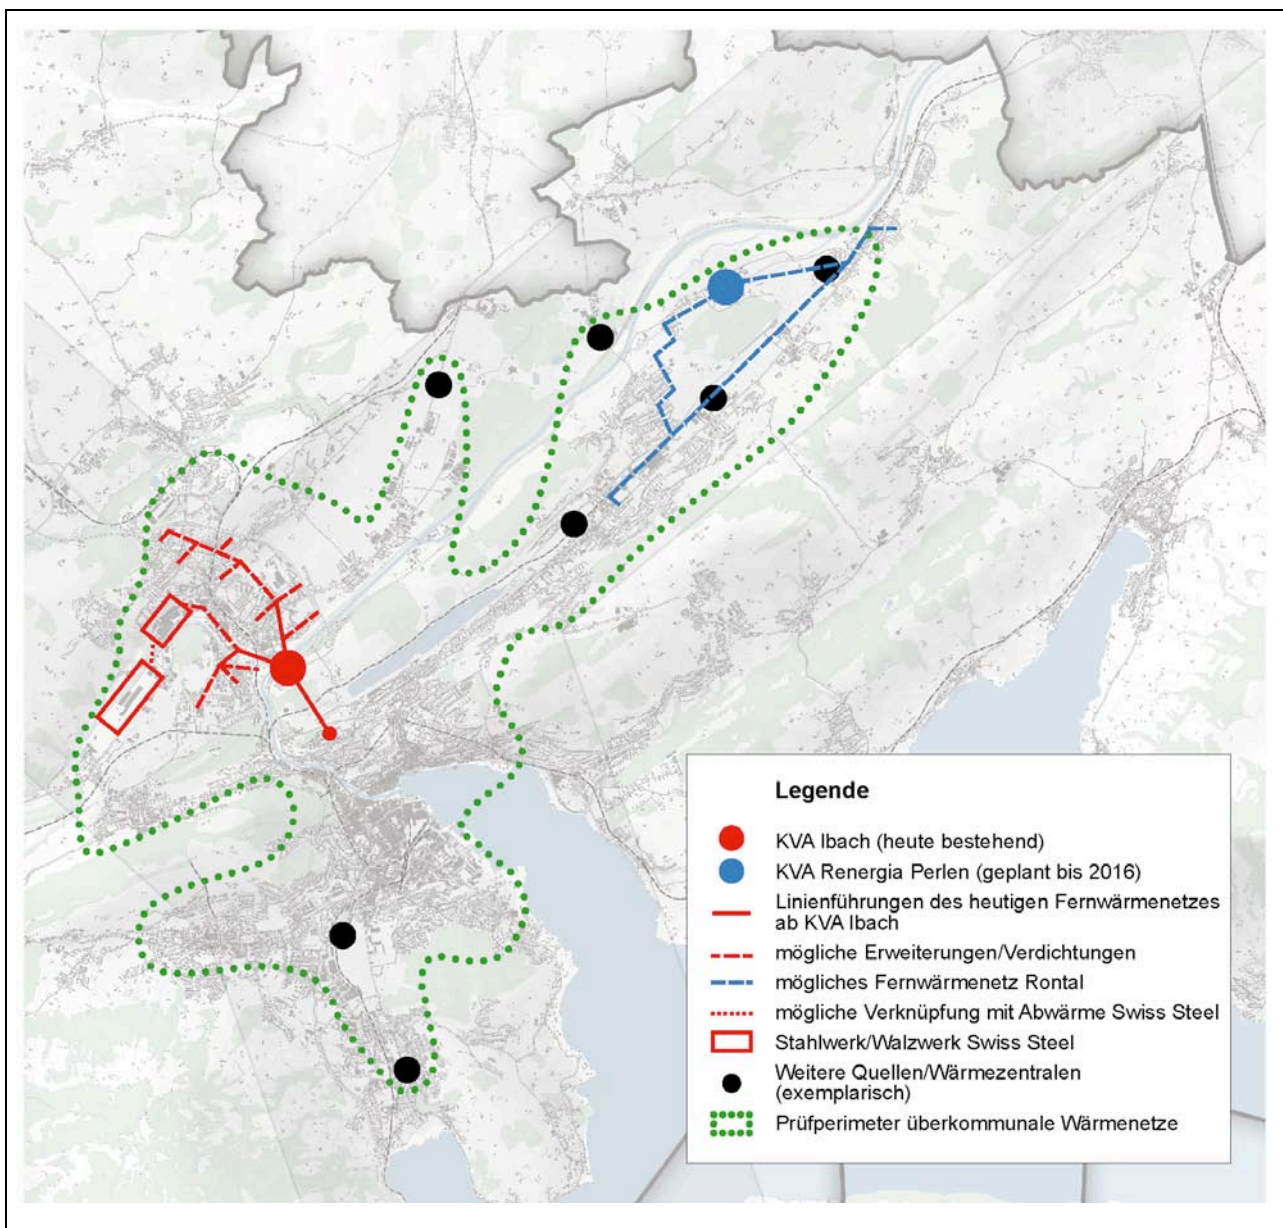 Legende
KVA Ibach (heute bestehend)
KVA Renergia Perlen (geplant bis 2016)
Linienführungen des heutigen Fernwärmenetzes
ab KVA Ibach
mögliche Erweiterungen/Verdichtungen
mögliches Fernwärmenetz Rontal
mögliche Verknüpfung mit Abwärme Swiss Steel
Stahlwerk/Walzwerk Swiss Steel
Weitere Quellen/Wärmezentralen
(exemplarisch)
Prüfperimeter überkommunale Wärmenetze